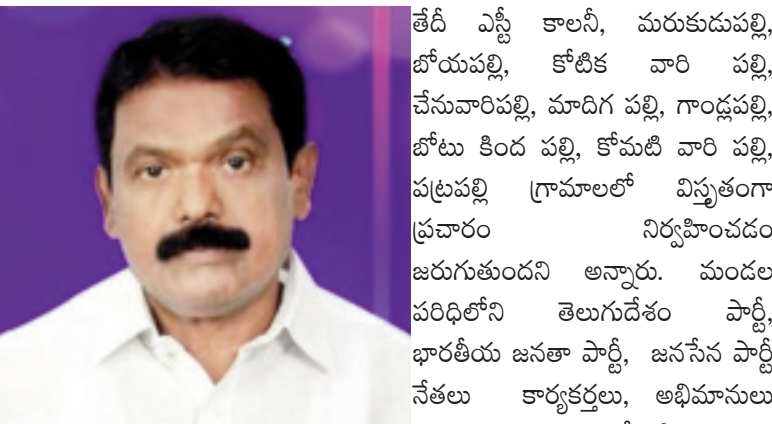 తేదీ ఎస్టీ కాలనీ, మరుకుడుపల్లి,
బోయపల్లి, కోటిక వారి పల్లి,
చేనువారిపల్లి, మాదిగ పల్లి, గాండ్లపల్లి,
బోటు కింద పల్లి, కోమటి వారి పల్లి,
పట్రపల్లి గ్రామాలలో విస్తృతంగా
ప్రచారం నిర్వహించడం
జరుగుతుందని అన్నారు. మండల
పరిధిలోని తెలుగుదేశం పార్టీ,
భారతీయ జనతా పార్టీ, జనసేన పార్టీ
నేతలు కార్యకర్తలు, అభిమానులు